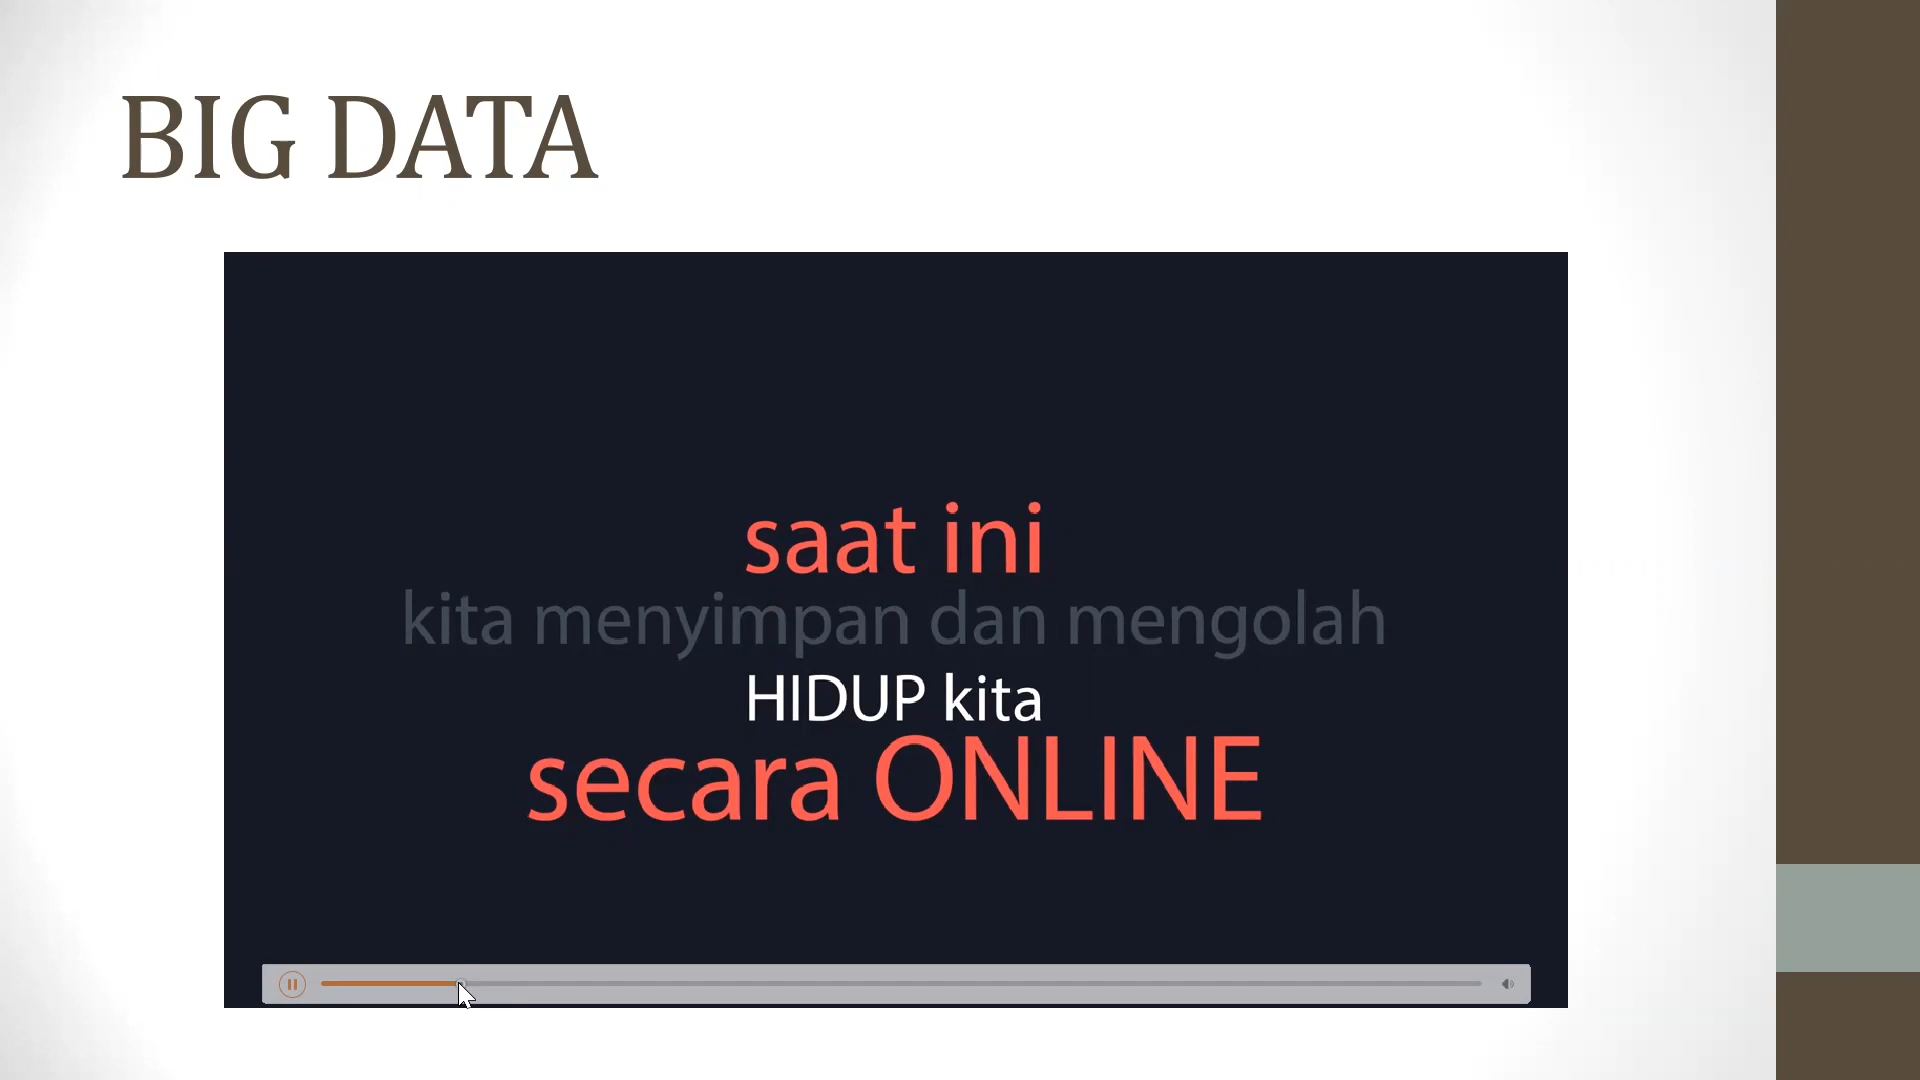 BIG DATA
saat ini
kita menyimpan dan mengolah
HIDUP kita
secara ONLINE